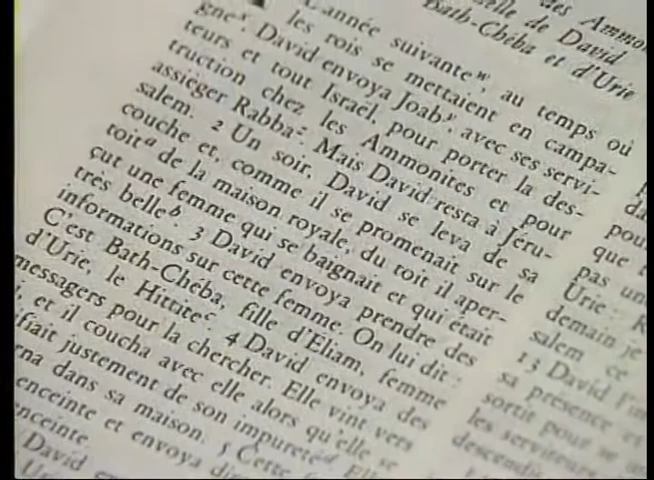 des Ammo
elle de David
Bath-Chéba et d'Urie
L'année suivante w, au temps où
les rois se mettaient en campa-
gne x. David envoya Joab y, avec ses servi-
teurs et tout Israël, pour porter la des-
truction chez les Ammonites et pour
assiéger Rabba z. Mais David resta à Jéru-
salem. 2 Un soir, David se leva de sa
couche et, comme il se promenait sur le
toit a de la maison royale, du toit il aper-
çut une femme qui se baignait et qui était
très belle b. 3 David envoya prendre des
informations sur cette femme. On lui dit :
C'est Bath-Chéba, fille d'Eliam, femme
d'Urie, le Hittite c. 4 David envoya des
messagers pour la chercher. Elle vint vers
, et il coucha avec elle alors qu'elle se
fiait justement de son impureté d. Elle
na dans sa maison. 5 Cette
enceinte et envoya dire
enceinte.
David
que
pas un
Urie : R
demain je
salem ce
13 David l'in
sa présence et
sortit pour se
les serviteurs
descendit